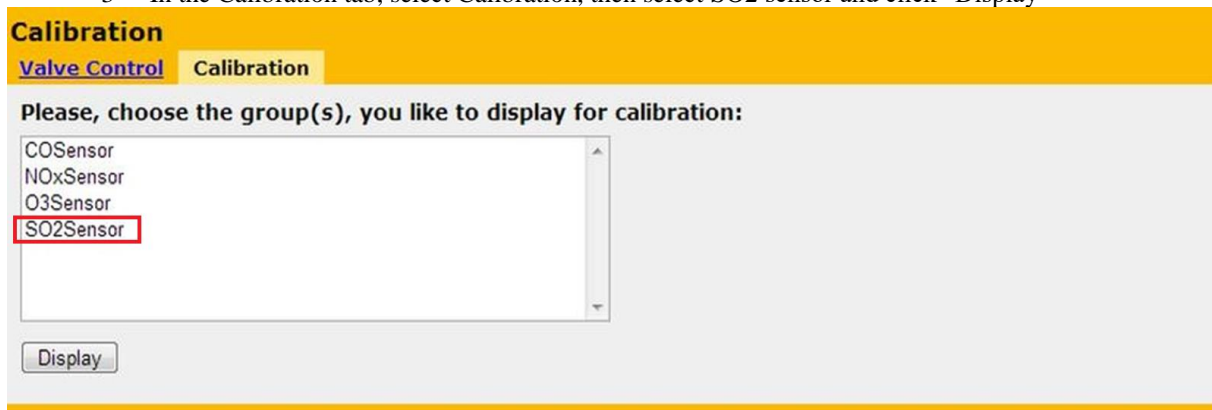 In the Calibration tab, select Calibration, then select SO2 sensor and click "Display"
Calibration
Valve Control Calibration
Please, choose the group(s), you like to display for calibration:
COSensor
NOxSensor
O3Sensor
SO2Sensor
Display